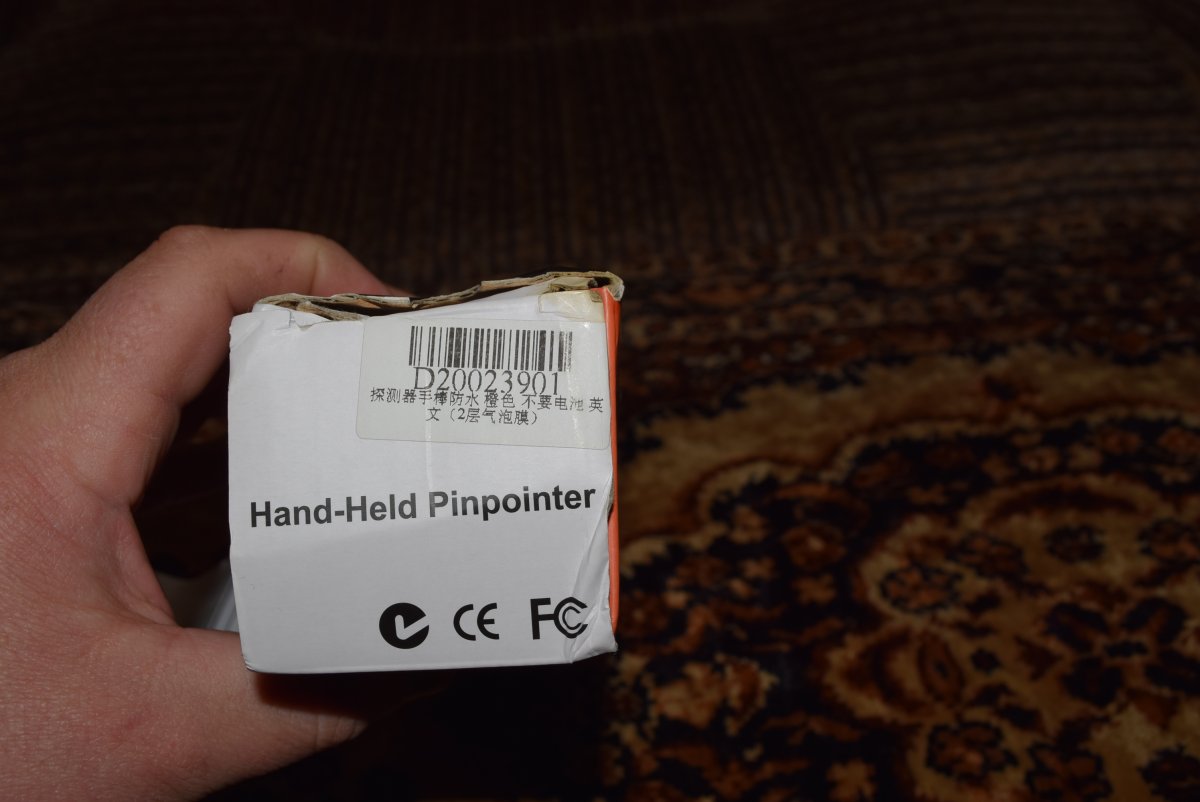 D20023901
探测器手棒防水 橙色 不要电池 英
文（2层气泡膜）
Hand-Held Pinpointer
CE FC